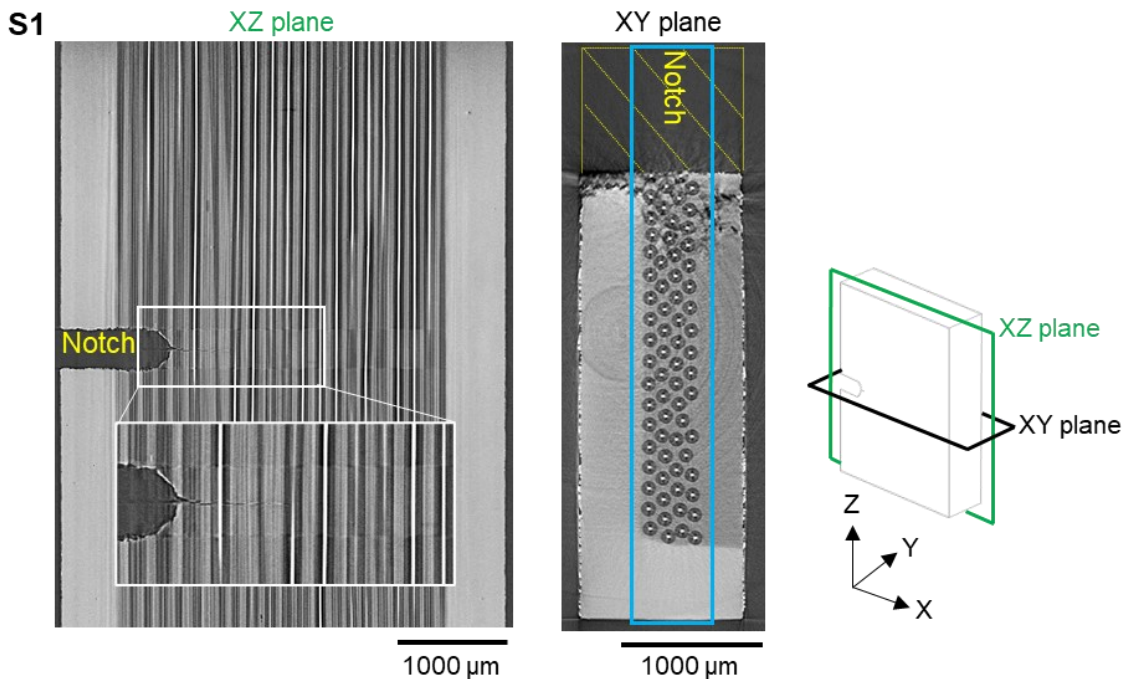 S1
XZ plane
XY plane
Notch
Notch
XZ plane
XY plane
Z
Y
X
1000 µm
1000 µm